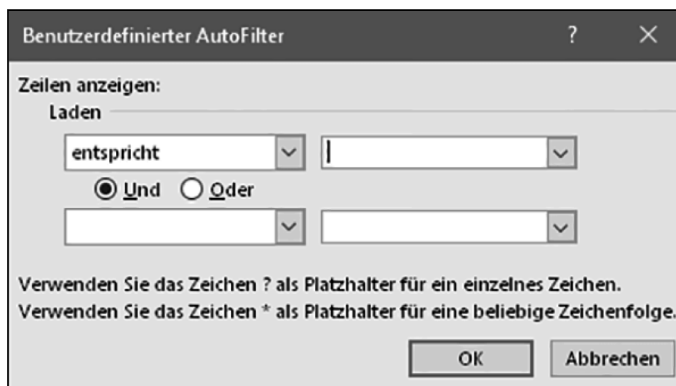 Benutzerdefinierter AutoFilter ? ×
Zeilen anzeigen:
Laden
entspricht
Und Oder
Verwenden Sie das Zeichen ? als Platzhalter für ein einzelnes Zeichen.
Verwenden Sie das Zeichen * als Platzhalter für eine beliebige Zeichenfolge.
OK Abbrechen